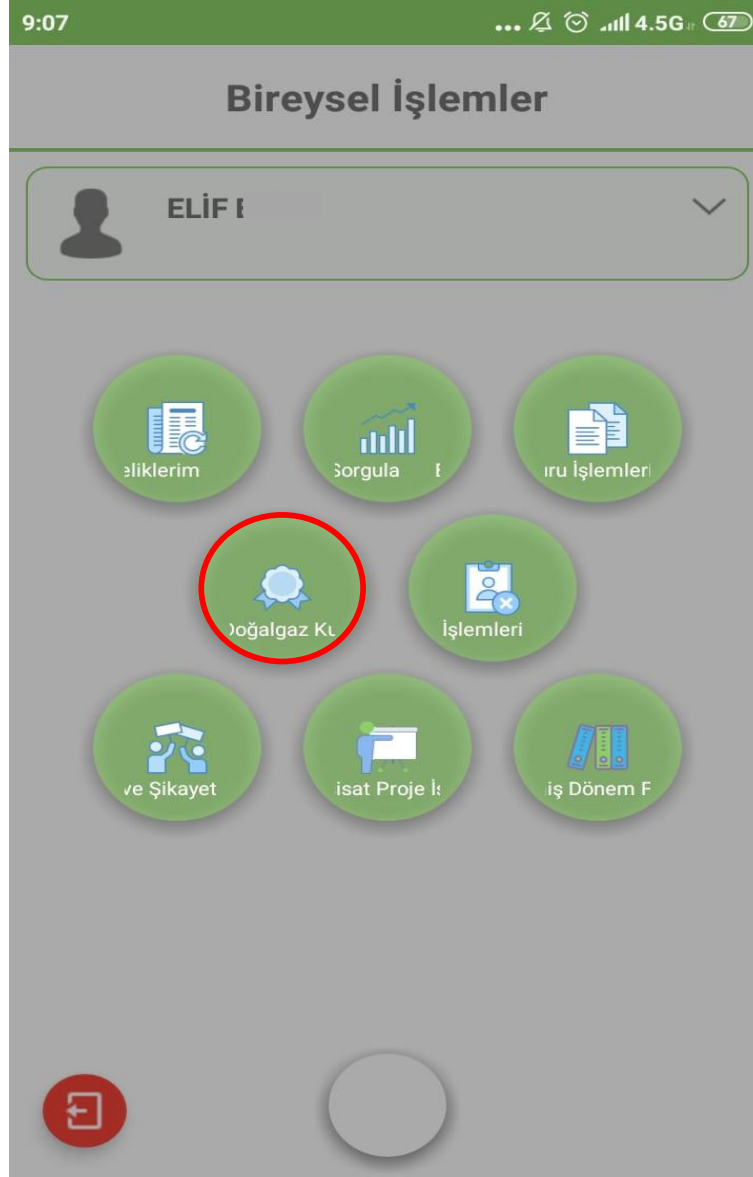 9:07 ... 4.5G 67
Bireysel İşlemler
ELİF
eliklerim
Sorgula
ıru İşlemleri
Doğalgaz Ku
İşlemleri
ve Şikayet
isat Proje İş
iş Dönem F